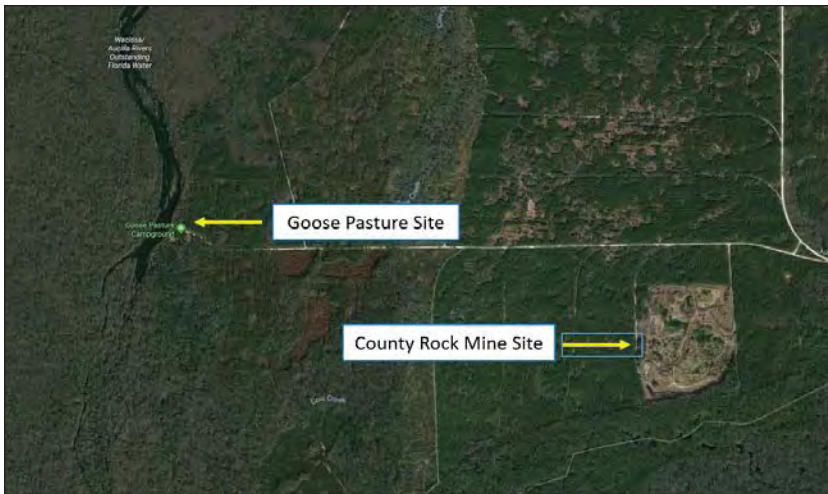 Wacissa/
Aucilla Rivers
Outstanding
Florida Water
Goose Pasture
Campground
Goose Pasture Site
County Rock Mine Site